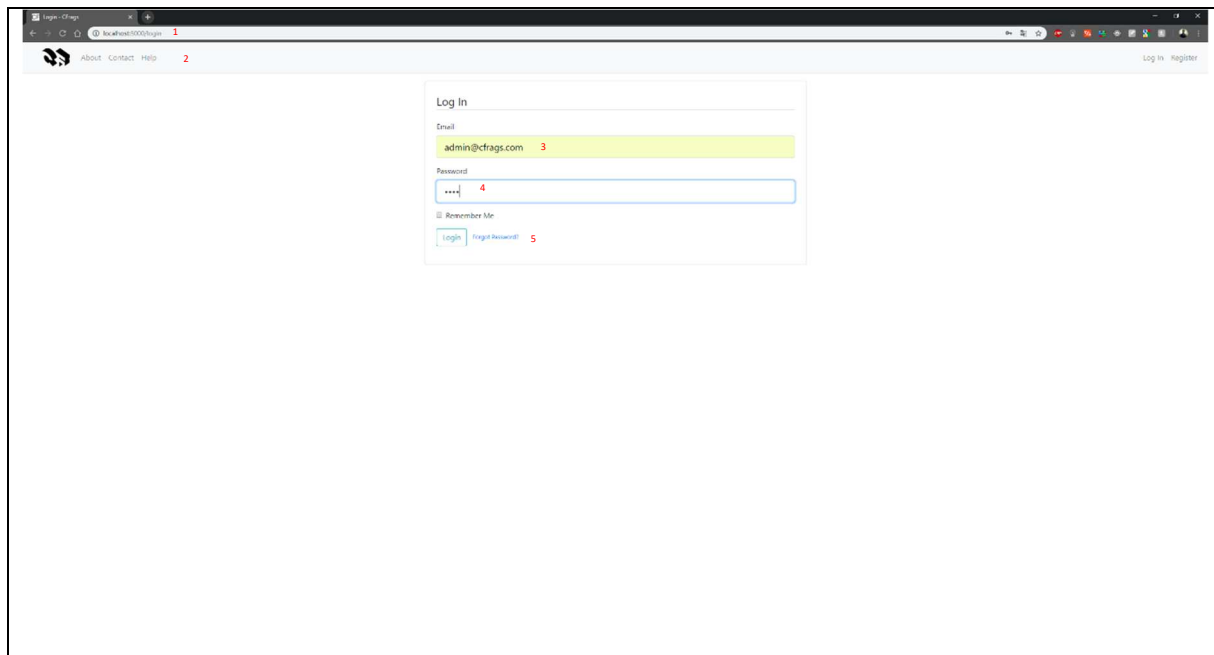 Login - CFrags
localhost:5000/login 1
About Contact Help 2
Log In Register
Log In
Email
admin@cfrags.com 3
Password
•••• 4
Remember Me
Login Forgot Password? 5